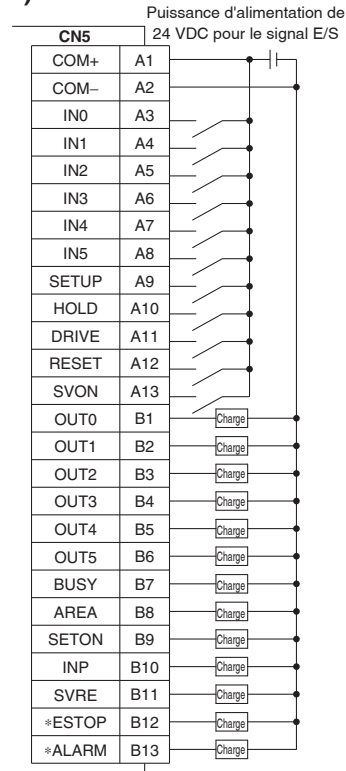 Puissance d'alimentation de
24 VDC pour le signal E/S
CN5
COM+ A1
COM− A2
IN0 A3
IN1 A4
IN2 A5
IN3 A6
IN4 A7
IN5 A8
SETUP A9
HOLD A10
DRIVE A11
RESET A12
SVON A13
OUT0 B1 Charge
OUT1 B2 Charge
OUT2 B3 Charge
OUT3 B4 Charge
OUT4 B5 Charge
OUT5 B6 Charge
BUSY B7 Charge
AREA B8 Charge
SETON B9 Charge
INP B10 Charge
SVRE B11 Charge
∗ESTOP B12 Charge
∗ALARM B13 Charge